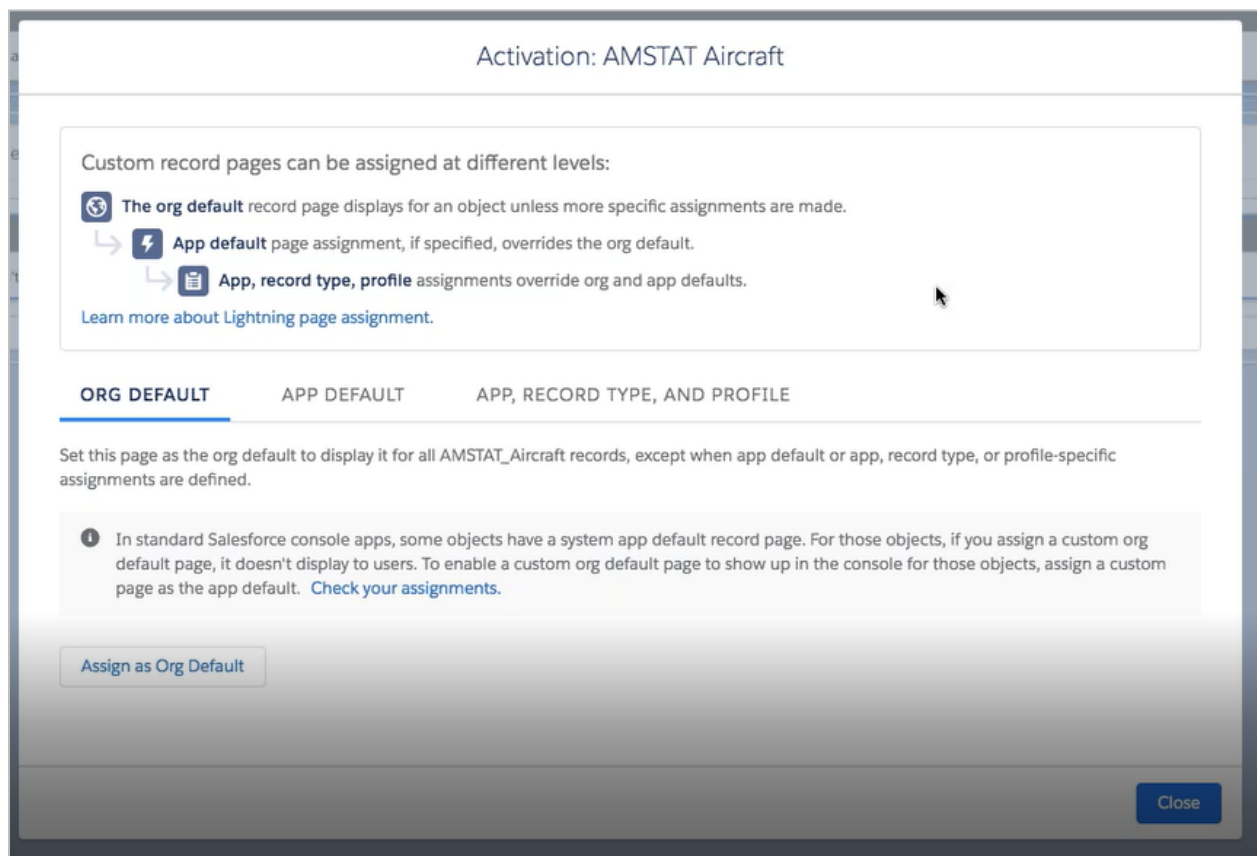 Activation: AMSTAT Aircraft
Custom record pages can be assigned at different levels:
The org default record page displays for an object unless more specific assignments are made.
App default page assignment, if specified, overrides the org default.
App, record type, profile assignments override org and app defaults.
Learn more about Lightning page assignment.
ORG DEFAULT APP DEFAULT APP, RECORD TYPE, AND PROFILE
Set this page as the org default to display it for all AMSTAT_Aircraft records, except when app default or app, record type, or profile-specific
assignments are defined.
In standard Salesforce console apps, some objects have a system app default record page. For those objects, if you assign a custom org
default page, it doesn't display to users. To enable a custom org default page to show up in the console for those objects, assign a custom
page as the app default. Check your assignments.
Assign as Org Default
Close